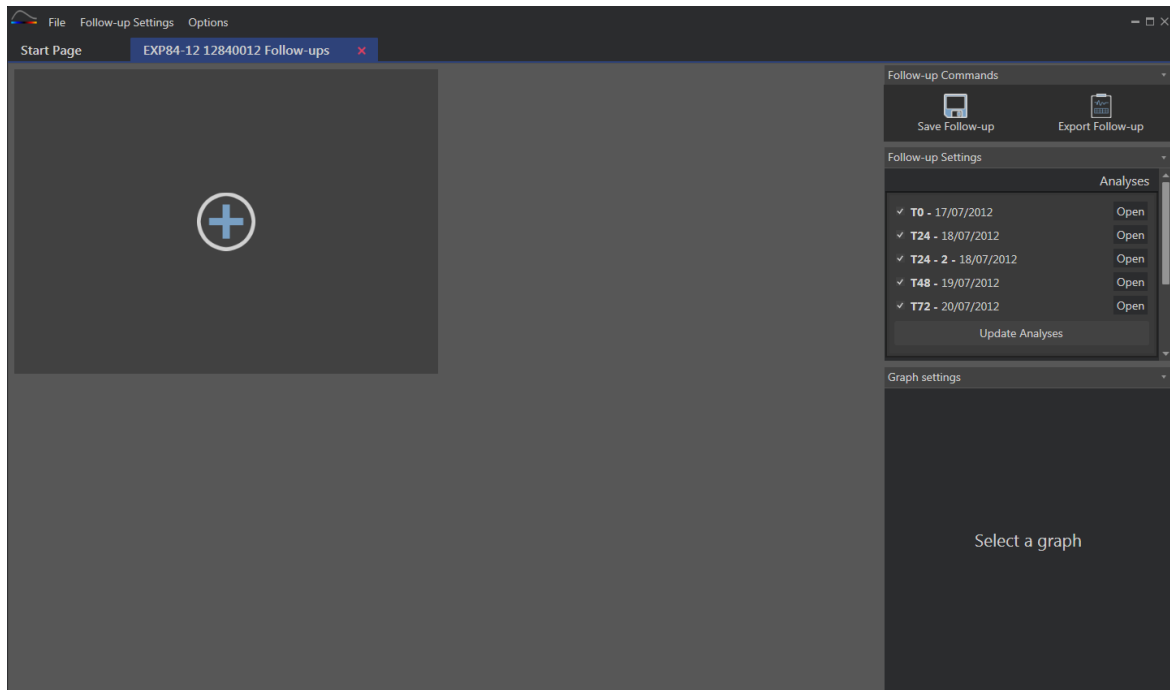 File Follow-up Settings Options
Start Page EXP84-12 12840012 Follow-ups
Follow-up Commands
Save Follow-up Export Follow-up
Follow-up Settings
Analyses
T0 - 17/07/2012 Open
T24 - 18/07/2012 Open
T24 - 2 - 18/07/2012 Open
T48 - 19/07/2012 Open
T72 - 20/07/2012 Open
Update Analyses
Graph settings
Select a graph